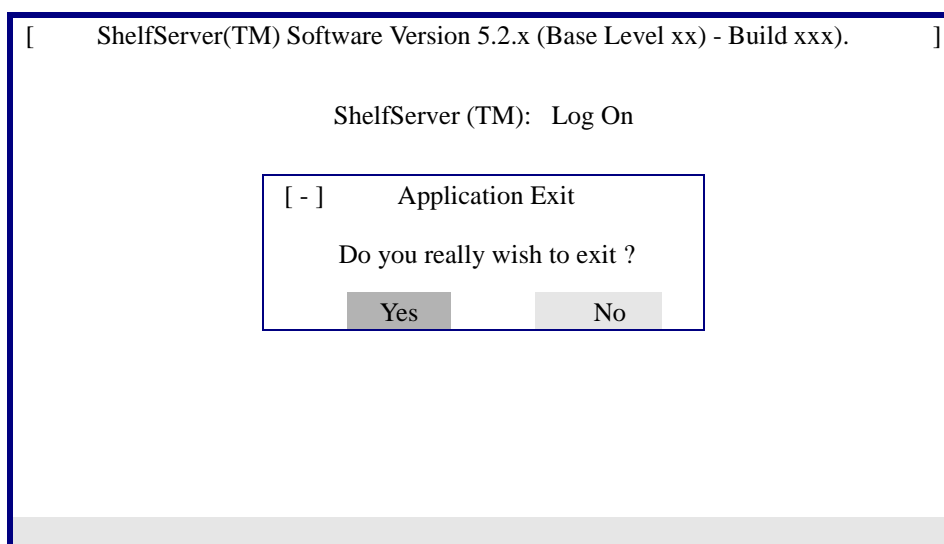 [ ShelfServer(TM) Software Version 5.2.x (Base Level xx) - Build xxx). ]
ShelfServer (TM): Log On
[ - ] Application Exit
Do you really wish to exit ?
Yes No